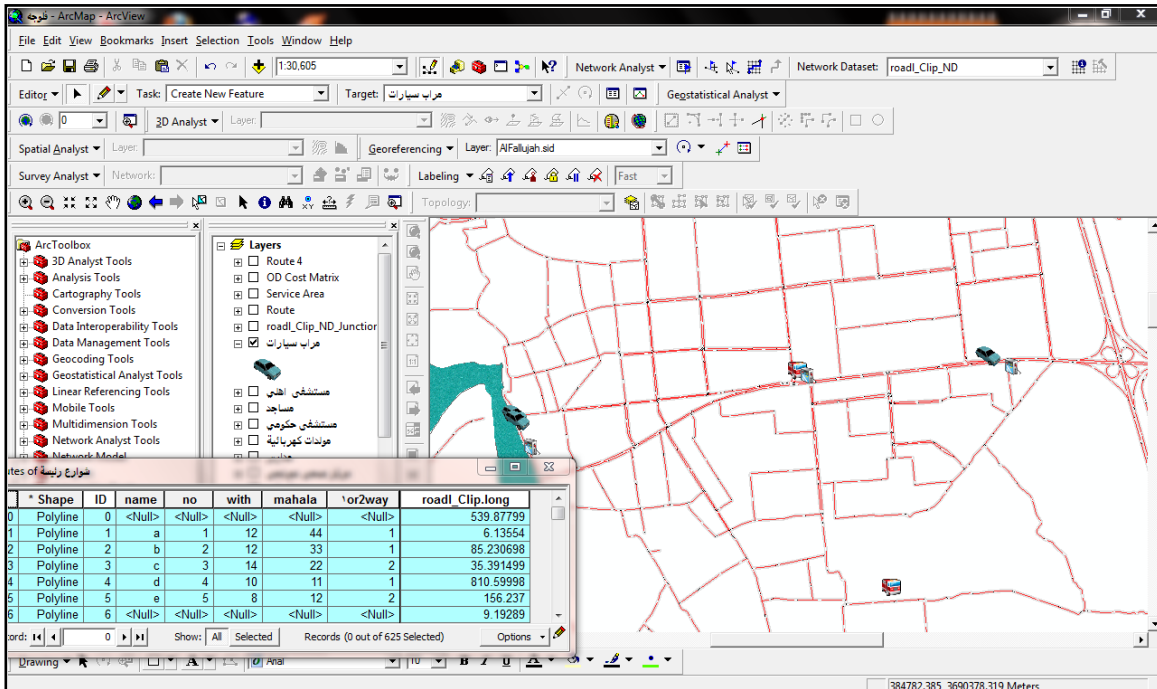 فلوجه - ArcMap - ArcView
File Edit View Bookmarks Insert Selection Tools Window Help
1:30,605 Network Analyst Network Dataset: roadl_Clip_ND
Editor Task: Create New Feature Target: مراب سيارات Geostatistical Analyst
0 3D Analyst Layer:
Spatial Analyst Layer: Georeferencing Layer: AlFallujah.sid
Survey Analyst Network: Labeling Fast
Topology:
ArcToolbox
3D Analyst Tools
Analysis Tools
Cartography Tools
Conversion Tools
Data Interoperability Tools
Data Management Tools
Geocoding Tools
Geostatistical Analyst Tools
Linear Referencing Tools
Mobile Tools
Multidimension Tools
Network Analyst Tools
Network Model
Layers
Route 4
OD Cost Matrix
Service Area
Route
roadl_Clip_ND_Junction
مراب سيارات
مستشفى اهلي
مساجد
مستشفى حكومي
مولدات كهربائية
utes of شوارع رئيسة
* Shape ID name no with mahala ١or2way roadl_Clip.long
0 Polyline 0 <Null> <Null> <Null> <Null> <Null> 539.87799
1 Polyline 1 a 1 12 44 1 6.13554
2 Polyline 2 b 2 12 33 1 85.230698
3 Polyline 3 c 3 14 22 2 35.391499
4 Polyline 4 d 4 10 11 1 810.59998
5 Polyline 5 e 5 8 12 2 156.237
6 Polyline 6 <Null> <Null> <Null> <Null> <Null> 9.19289
ord: 0 Show: All Selected Records (0 out of 625 Selected) Options
Drawing A Arial 10 B I U A
384782.385 3690378.319 Meters